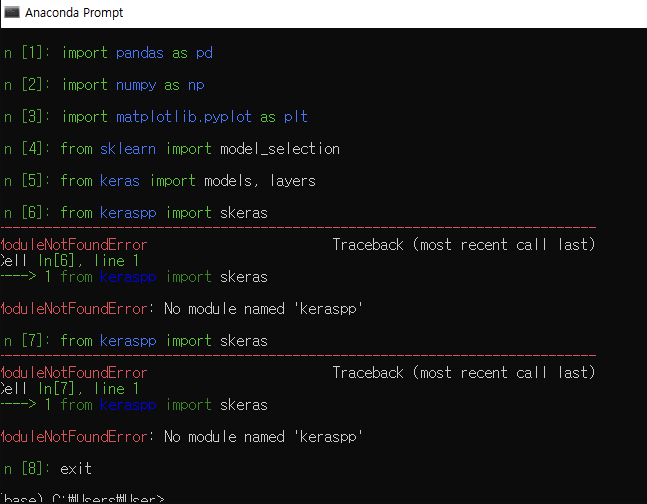 Anaconda Prompt
n [1]: import pandas as pd
n [2]: import numpy as np
n [3]: import matplotlib.pyplot as plt
n [4]: from sklearn import model_selection
n [5]: from keras import models, layers
n [6]: from keraspp import skeras
---------------------------------------------------------------------------
ModuleNotFoundError                       Traceback (most recent call last)
Cell In[6], line 1
----> 1 from keraspp import skeras
ModuleNotFoundError: No module named 'keraspp'
n [7]: from keraspp import skeras
---------------------------------------------------------------------------
ModuleNotFoundError                       Traceback (most recent call last)
Cell In[7], line 1
----> 1 from keraspp import skeras
ModuleNotFoundError: No module named 'keraspp'
n [8]: exit
(base) C:₩Users₩User>